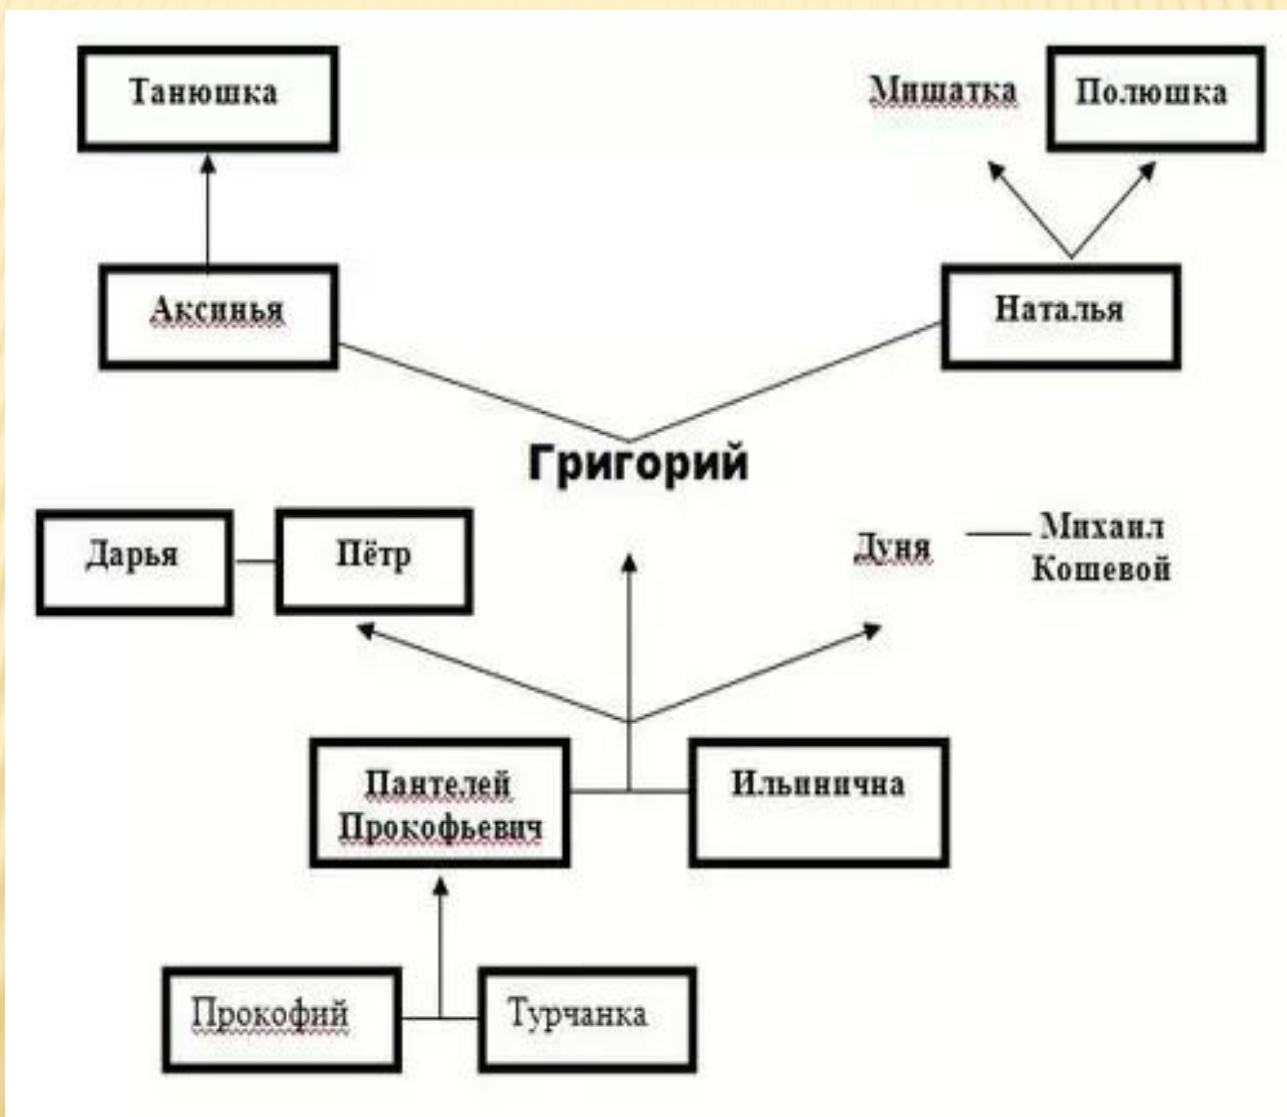 Танюшка
Мишатка
Полюшка
Аксинья
Наталья
Григорий
Дарья
Пётр
Дуня
Михаил
Кошевой
Пантелей
Прокофьевич
Ильинична
Прокофий
Турчанка